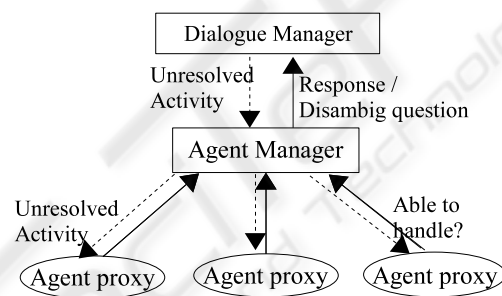 Dialogue Manager
Unresolved
Activity
Response /
Disambig question
Agent Manager
Unresolved
Activity
Able to
handle?
Agent proxy
Agent proxy
Agent proxy